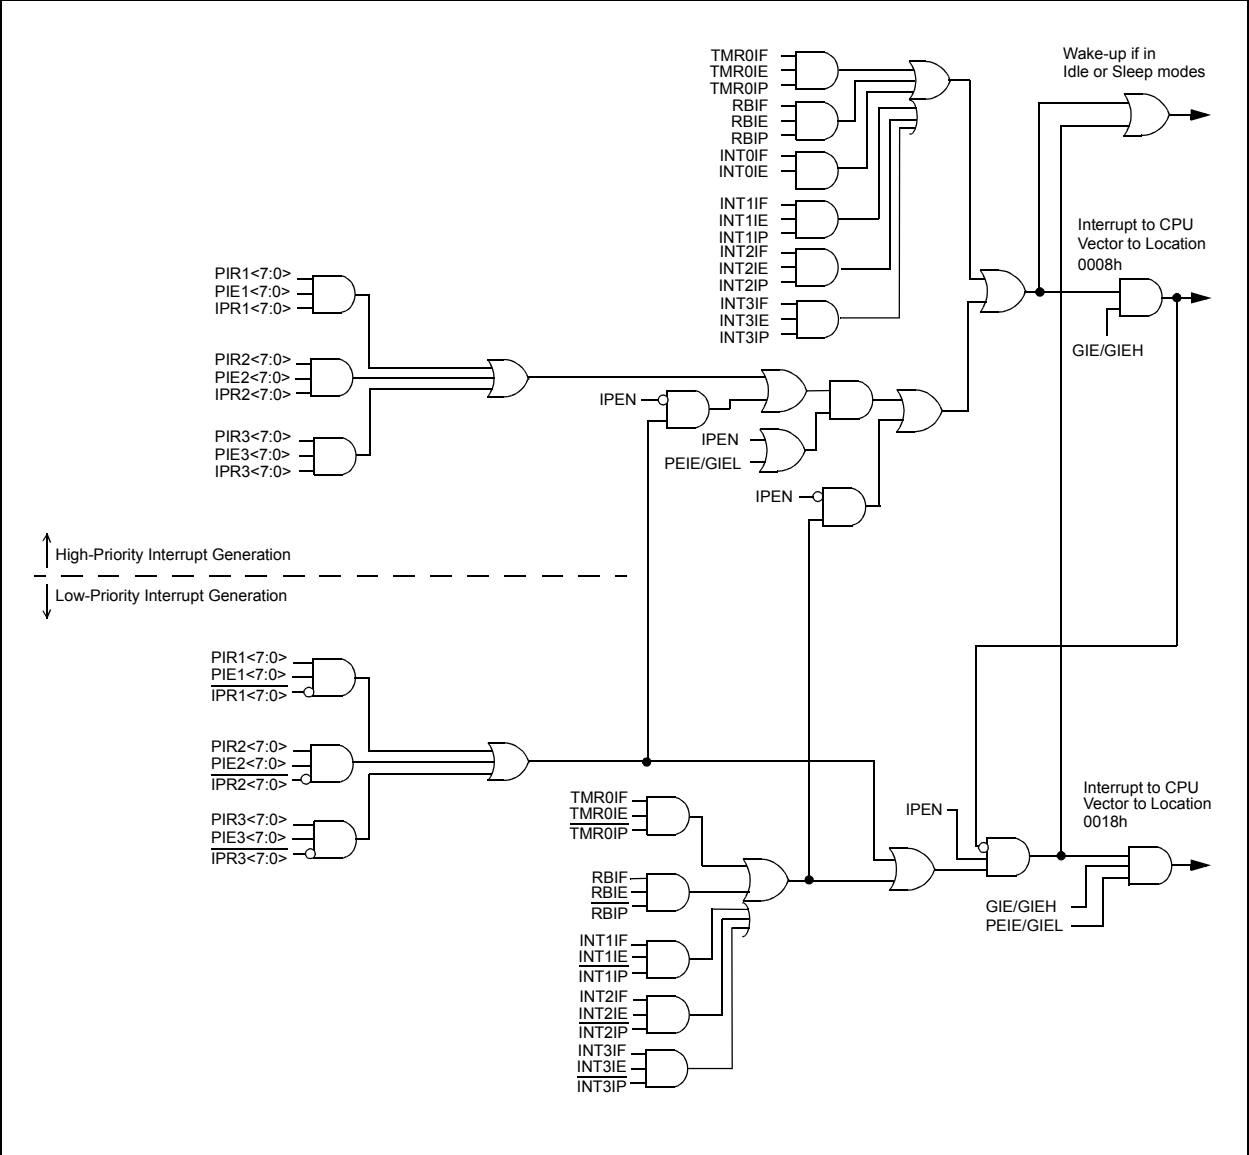 TMR0IF
TMR0IE
TMR0IP
RBIF
RBIE
RBIP
INT0IF
INT0IE
INT1IF
INT1IE
INT1IP
INT2IF
INT2IE
INT2IP
INT3IF
INT3IE
INT3IP
Wake-up if in
Idle or Sleep modes
Interrupt to CPU
Vector to Location
0008h
GIE/GIEH
PIR1<7:0>
PIE1<7:0>
IPR1<7:0>
PIR2<7:0>
PIE2<7:0>
IPR2<7:0>
PIR3<7:0>
PIE3<7:0>
IPR3<7:0>
IPEN
IPEN
PEIE/GIEL
IPEN
High-Priority Interrupt Generation
Low-Priority Interrupt Generation
PIR1<7:0>
PIE1<7:0>
IPR1<7:0>
PIR2<7:0>
PIE2<7:0>
IPR2<7:0>
PIR3<7:0>
PIE3<7:0>
IPR3<7:0>
TMR0IF
TMR0IE
TMR0IP
RBIF
RBIE
RBIP
INT1IF
INT1IE
INT1IP
INT2IF
INT2IE
INT2IP
INT3IF
INT3IE
INT3IP
IPEN
Interrupt to CPU
Vector to Location
0018h
GIE/GIEH
PEIE/GIEL